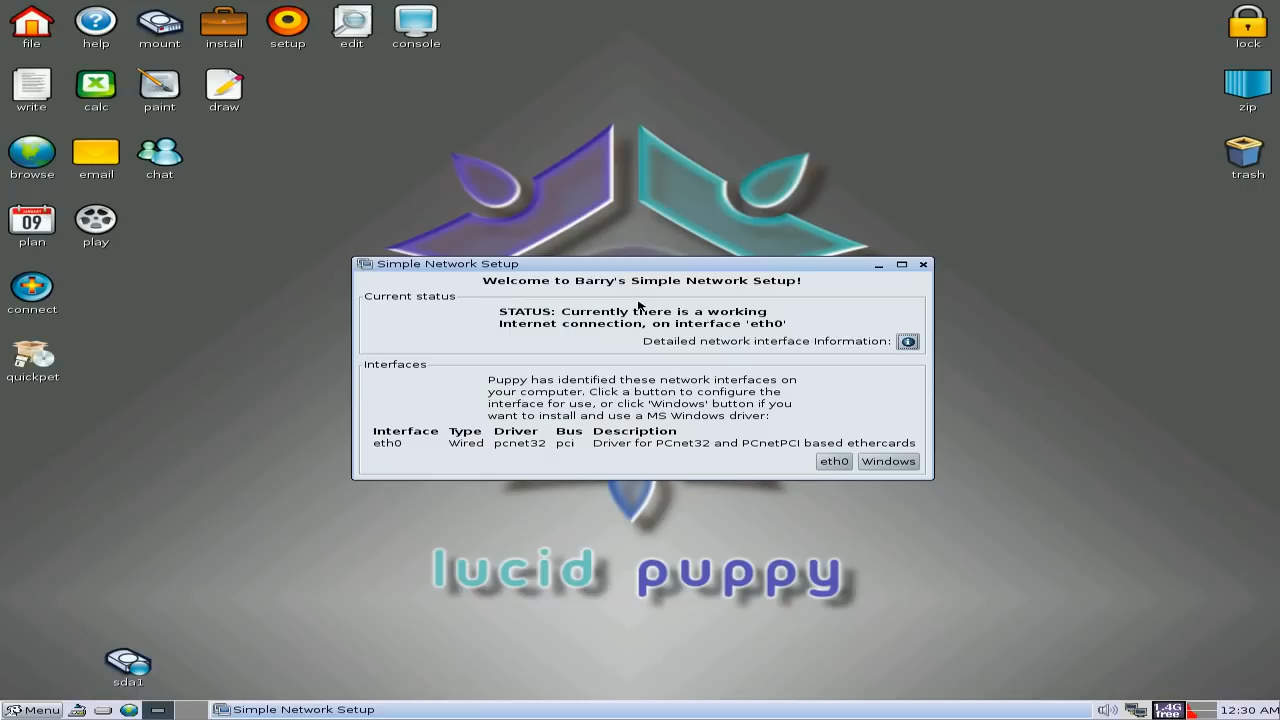 file help mount install setup edit console lock
write calc paint draw zip
browse email chat trash
JANUARY
09
plan play
connect
quickpet
Simple Network Setup
Welcome to Barry's Simple Network Setup!
Current status
STATUS: Currently there is a working
Internet connection, on interface 'eth0'
Detailed network interface Information:
Interfaces
Puppy has identified these network interfaces on
your computer. Click a button to configure the
interface for use, or click 'Windows' button if you
want to install and use a MS Windows driver:
Interface Type Driver Bus Description
eth0 Wired pcnet32 pci Driver for PCnet32 and PCnetPCI based ethercards
eth0 Windows
lucid puppy
sda1
Menu Simple Network Setup 1.4G free 12:30 AM